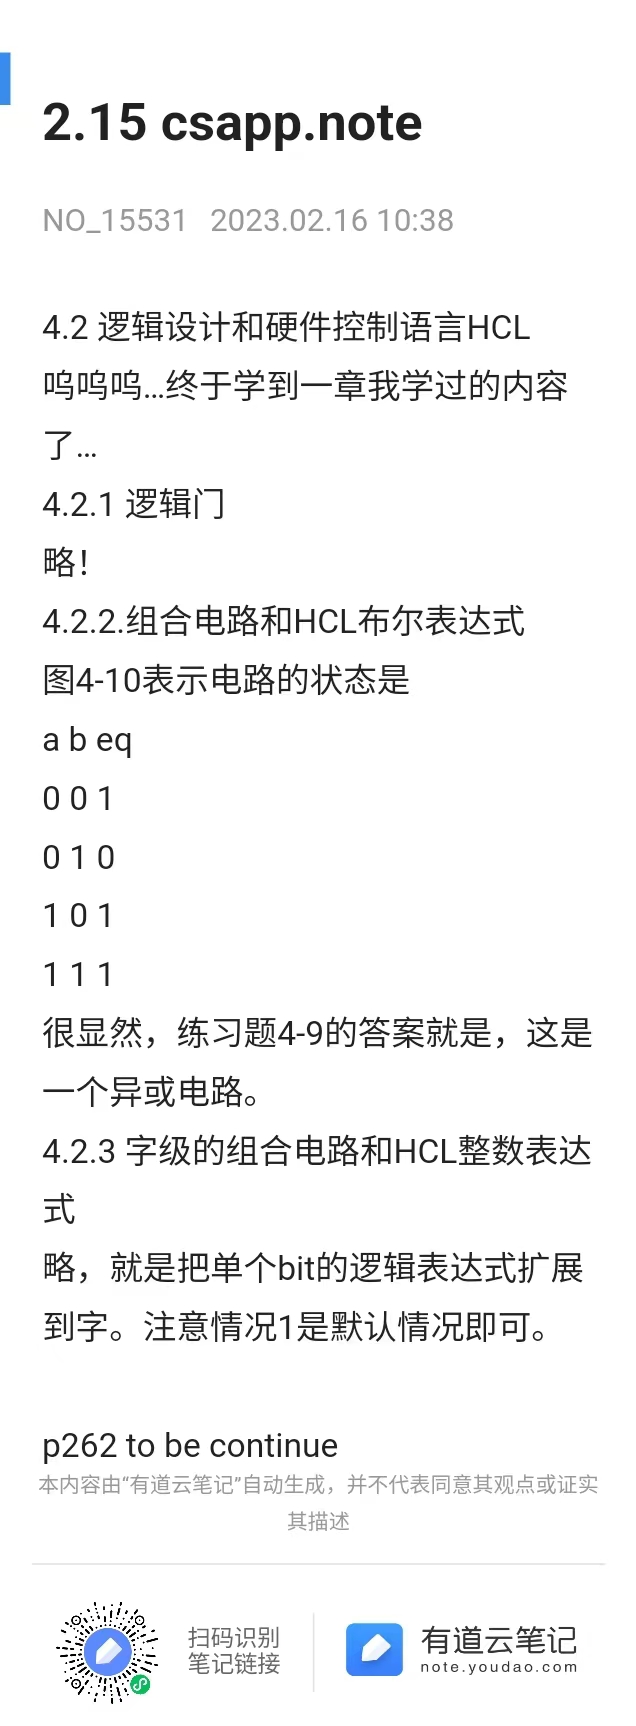 2.15 csapp.note
NO_15531 2023.02.16 10:38
4.2 逻辑设计和硬件控制语言HCL
呜呜呜...终于学到一章我学过的内容
了...
4.2.1 逻辑门
略！
4.2.2.组合电路和HCL布尔表达式
图4-10表示电路的状态是
a b eq
0 0 1
0 1 0
1 0 1
1 1 1
很显然，练习题4-9的答案就是，这是
一个异或电路。
4.2.3 字级的组合电路和HCL整数表达
式
略，就是把单个bit的逻辑表达式扩展
到字。注意情况1是默认情况即可。
p262 to be continue
本内容由“有道云笔记”自动生成，并不代表同意其观点或证实
其描述
扫码识别
笔记链接
有道云笔记
note.youdao.com